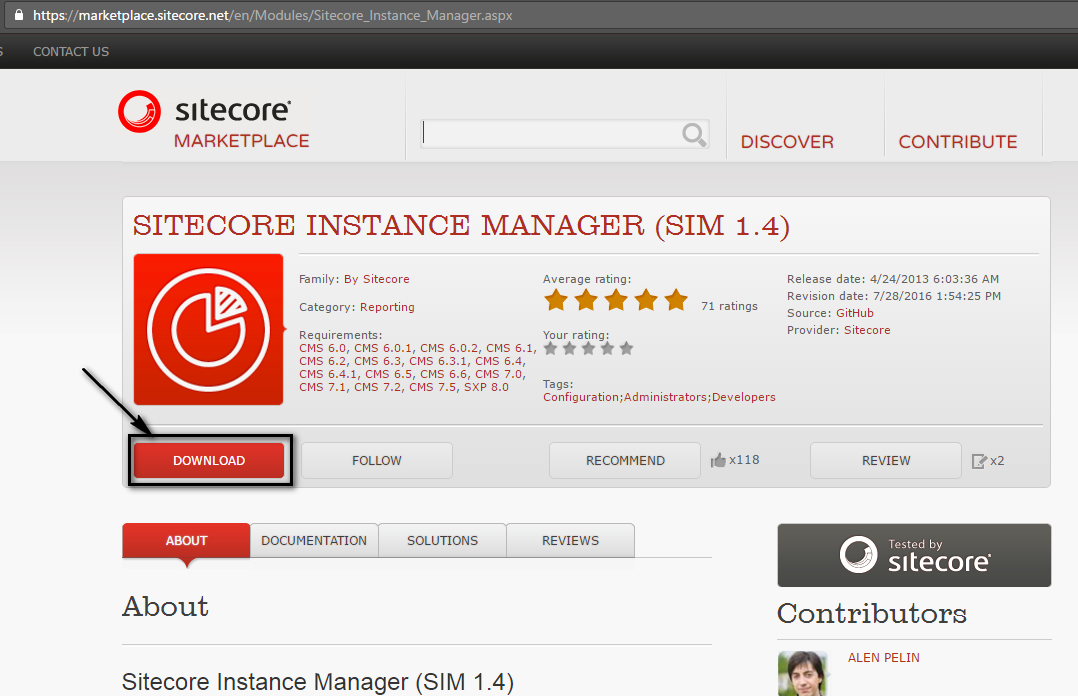 https://marketplace.sitecore.net/en/Modules/Sitecore_Instance_Manager.aspx
S CONTACT US
sitecore
MARKETPLACE
DISCOVER
CONTRIBUTE
SITECORE INSTANCE MANAGER (SIM 1.4)
Family: By Sitecore
Category: Reporting
Requirements:
CMS 6.0, CMS 6.0.1, CMS 6.0.2, CMS 6.1,
CMS 6.2, CMS 6.3, CMS 6.3.1, CMS 6.4,
CMS 6.4.1, CMS 6.5, CMS 6.6, CMS 7.0,
CMS 7.1, CMS 7.2, CMS 7.5, SXP 8.0
Average rating:
71 ratings
Your rating:
Tags:
Configuration;Administrators;Developers
Release date: 4/24/2013 6:03:36 AM
Revision date: 7/28/2016 1:54:25 PM
Source: GitHub
Provider: Sitecore
DOWNLOAD
FOLLOW
RECOMMEND
x118
REVIEW
x2
ABOUT
DOCUMENTATION
SOLUTIONS
REVIEWS
About
Sitecore Instance Manager (SIM 1.4)
Tested by
sitecore
Contributors
ALEN PELIN